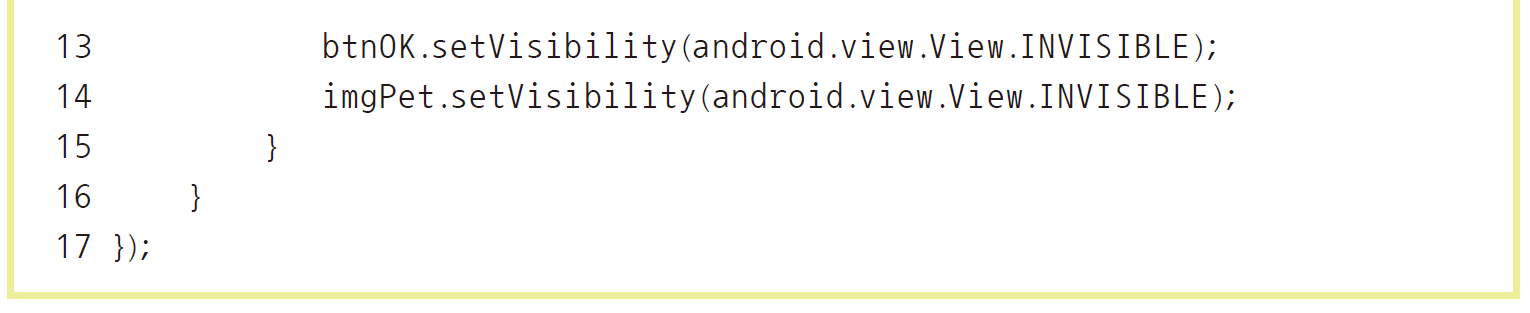 13 btnOK.setVisibility(android.view.View.INVISIBLE);
14 imgPet.setVisibility(android.view.View.INVISIBLE);
15 }
16 }
17 });